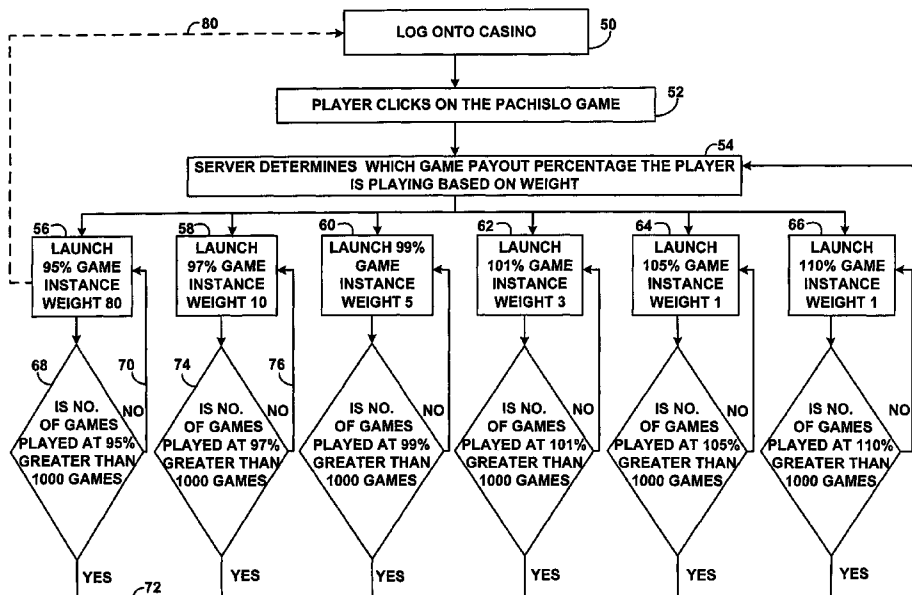 80
LOG ONTO CASINO
50
PLAYER CLICKS ON THE PACHISLO GAME
52
54
SERVER DETERMINES WHICH GAME PAYOUT PERCENTAGE THE PLAYER
IS PLAYING BASED ON WEIGHT
56
LAUNCH
95% GAME
INSTANCE
WEIGHT 80
58
LAUNCH
97% GAME
INSTANCE
WEIGHT 10
60
LAUNCH 99%
GAME
INSTANCE
WEIGHT 5
62
LAUNCH
101% GAME
INSTANCE
WEIGHT 3
64
LAUNCH
105% GAME
INSTANCE
WEIGHT 1
66
LAUNCH
110% GAME
INSTANCE
WEIGHT 1
68
70
IS NO.
OF GAMES
PLAYED AT 95%
GREATER THAN
1000 GAMES
NO
YES
72
74
76
IS NO.
OF GAMES
PLAYED AT 97%
GREATER THAN
1000 GAMES
NO
YES
IS NO.
OF GAMES
PLAYED AT 99%
GREATER THAN
1000 GAMES
NO
YES
IS NO.
OF GAMES
PLAYED AT 101%
GREATER THAN
1000 GAMES
NO
YES
IS NO.
OF GAMES
PLAYED AT 105%
GREATER THAN
1000 GAMES
NO
YES
IS NO.
OF GAMES
PLAYED AT 110%
GREATER THAN
1000 GAMES
NO
YES